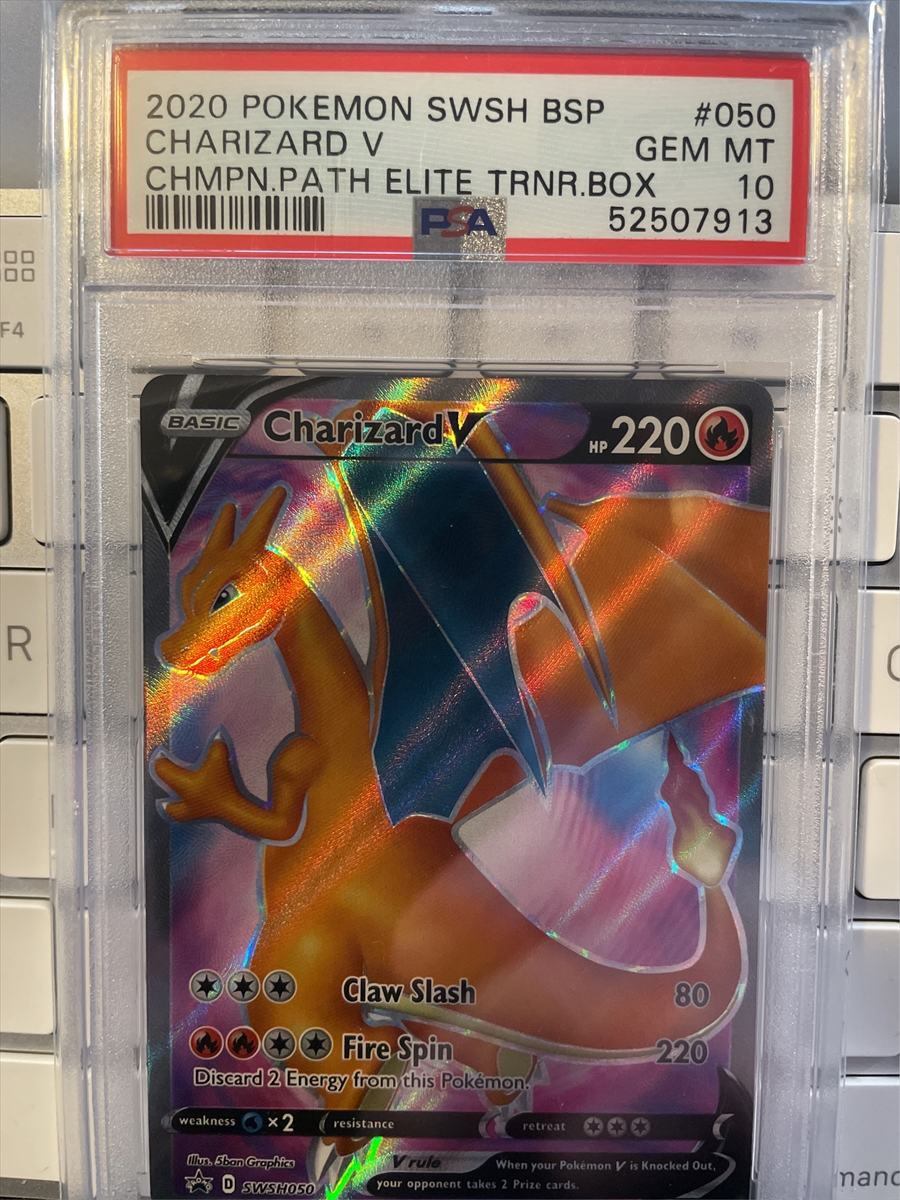 2020 POKEMON SWSH BSP #050
CHARIZARD V GEM MT
CHMPN.PATH ELITE TRNR.BOX 10
PSA 52507913
F4
BASIC Charizard V HP 220
R
Claw Slash 80
Fire Spin 220
Discard 2 Energy from this Pokémon.
weakness ×2 resistance retreat
Illus. 5ban Graphics V rule When your Pokémon V is Knocked Out,
D SWSH050 your opponent takes 2 Prize cards.